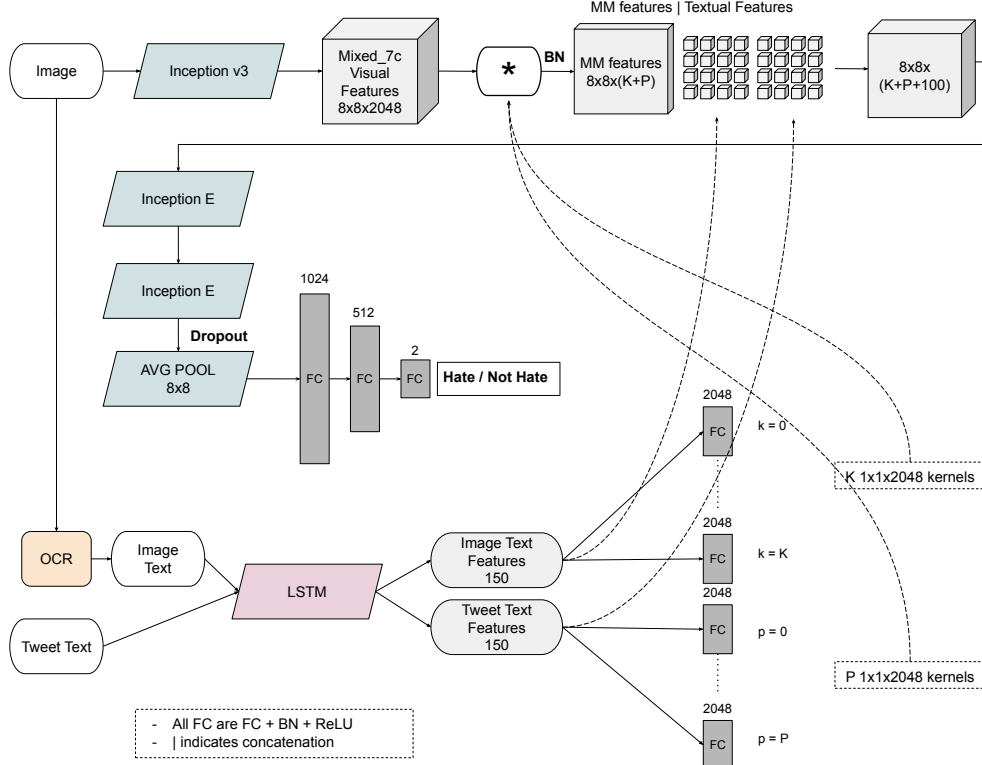 MM features | Textual Features
Image
Inception v3
Mixed_7c
Visual
Features
8x8x2048
*
BN
MM features
8x8x(K+P)
8x8x
(K+P+100)
Inception E
Inception E
Dropout
AVG POOL
8x8
1024
FC
512
FC
2
FC
Hate / Not Hate
2048
FC
k = 0
K 1x1x2048 kernels
OCR
Image
Text
Tweet Text
LSTM
Image Text
Features
150
Tweet Text
Features
150
2048
FC
k = K
2048
FC
p = 0
P 1x1x2048 kernels
2048
FC
p = P
- All FC are FC + BN + ReLU
- | indicates concatenation